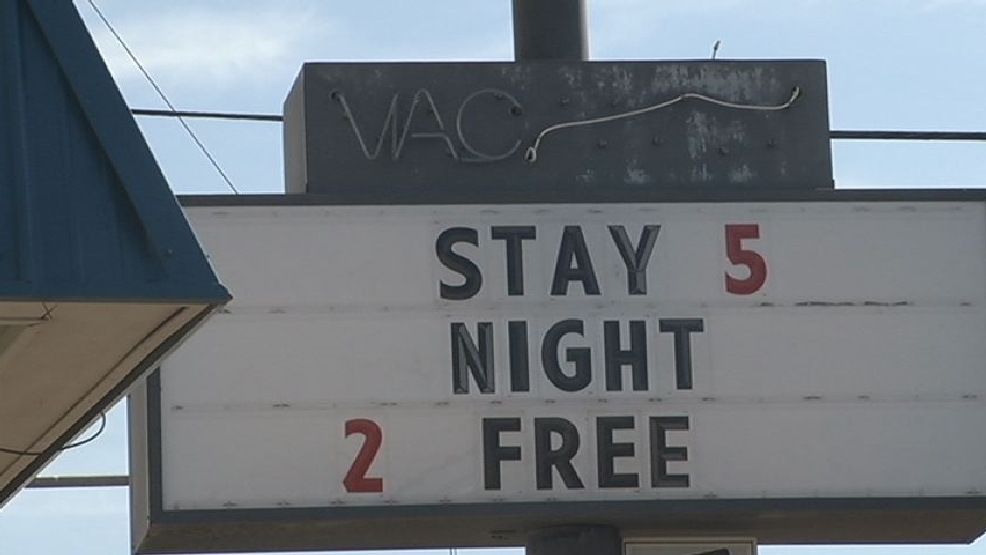 VAC
STAY 5
NIGHT
2 FREE